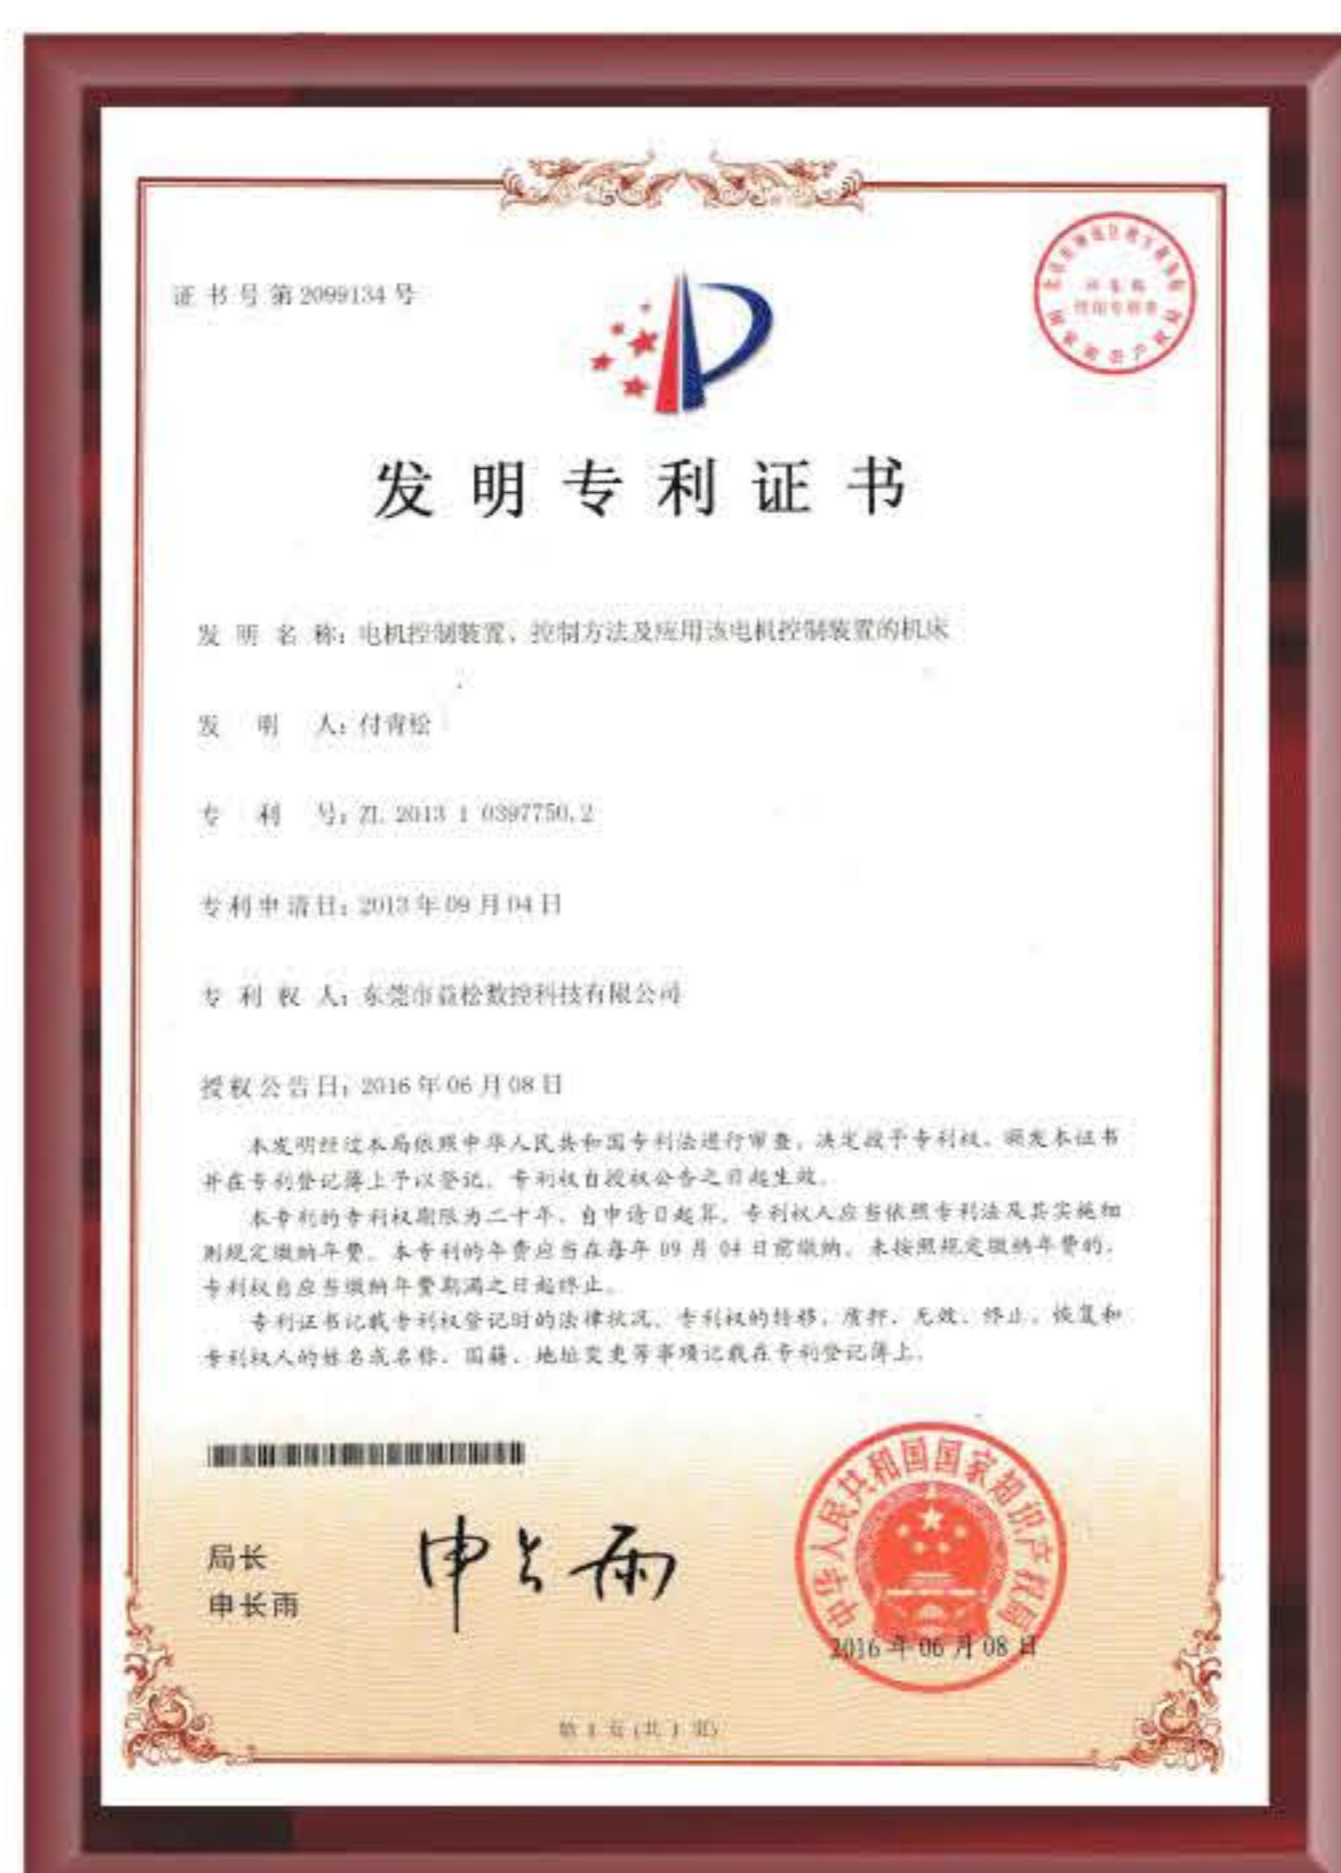 证书号第2099134号
发明专利证书
发明名称：电机控制装置、控制方法及应用该电机控制装置的机床
发明人：付青松
专利号：ZL 2013 1 0397750.2
专利申请日：2013年09月04日
专利权人：东莞市益松数控科技有限公司
授权公告日：2016年06月08日
本发明经过本局依照中华人民共和国专利法进行审查，决定授予专利权，颁发本证书
并在专利登记簿上予以登记。专利权自授权公告之日起生效。
本专利的专利权期限为二十年，自申请日起算。专利权人应当依照专利法及其实施细
则规定缴纳年费。本专利的年费应当在每年09月04日前缴纳。未按照规定缴纳年费的，
专利权自应当缴纳年费期满之日起终止。
专利证书记载专利权登记时的法律状况。专利权的转移、质押、无效、终止、恢复和
专利权人的姓名或名称、国籍、地址变更等事项记载在专利登记簿上。
局长
申长雨
申长雨
中华人民共和国国家知识产权局
2016年06月08日
第1页(共1页)